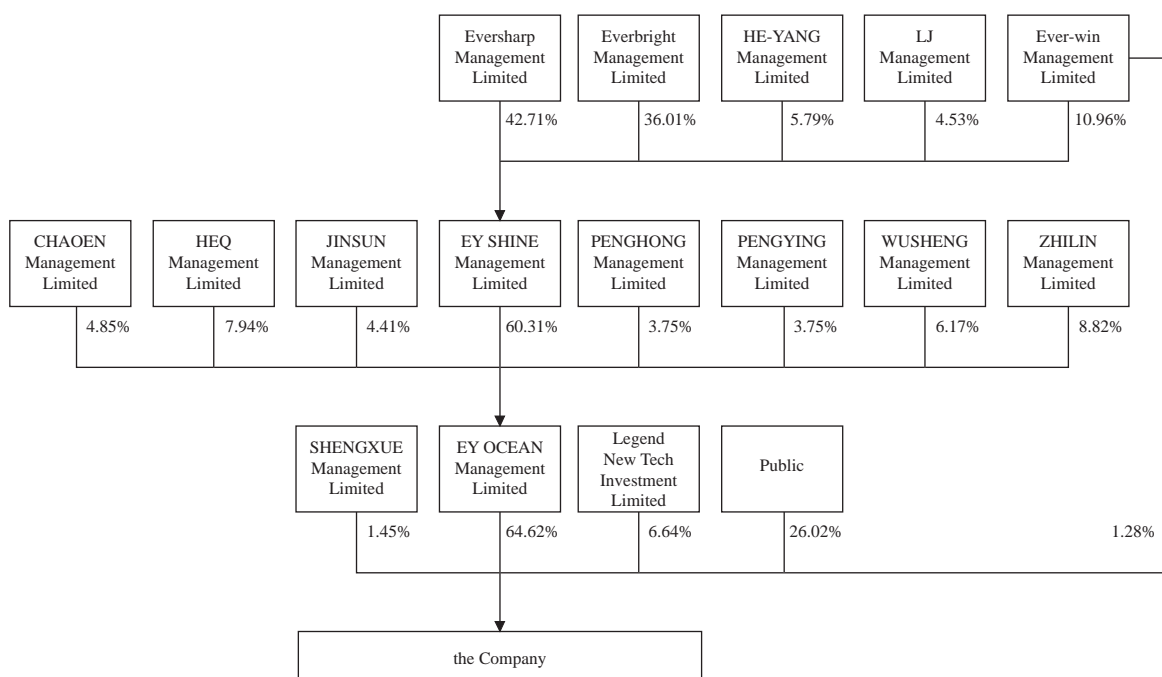 Eversharp
Management
Limited
Everbright
Management
Limited
HE-YANG
Management
Limited
LJ
Management
Limited
Ever-win
Management
Limited
42.71%
36.01%
5.79%
4.53%
10.96%
CHAOEN
Management
Limited
HEQ
Management
Limited
JINSUN
Management
Limited
EY SHINE
Management
Limited
PENGHONG
Management
Limited
PENGYING
Management
Limited
WUSHENG
Management
Limited
ZHILIN
Management
Limited
4.85%
7.94%
4.41%
60.31%
3.75%
3.75%
6.17%
8.82%
SHENGXUE
Management
Limited
EY OCEAN
Management
Limited
Legend
New Tech
Investment
Limited
Public
1.45%
64.62%
6.64%
26.02%
1.28%
the Company